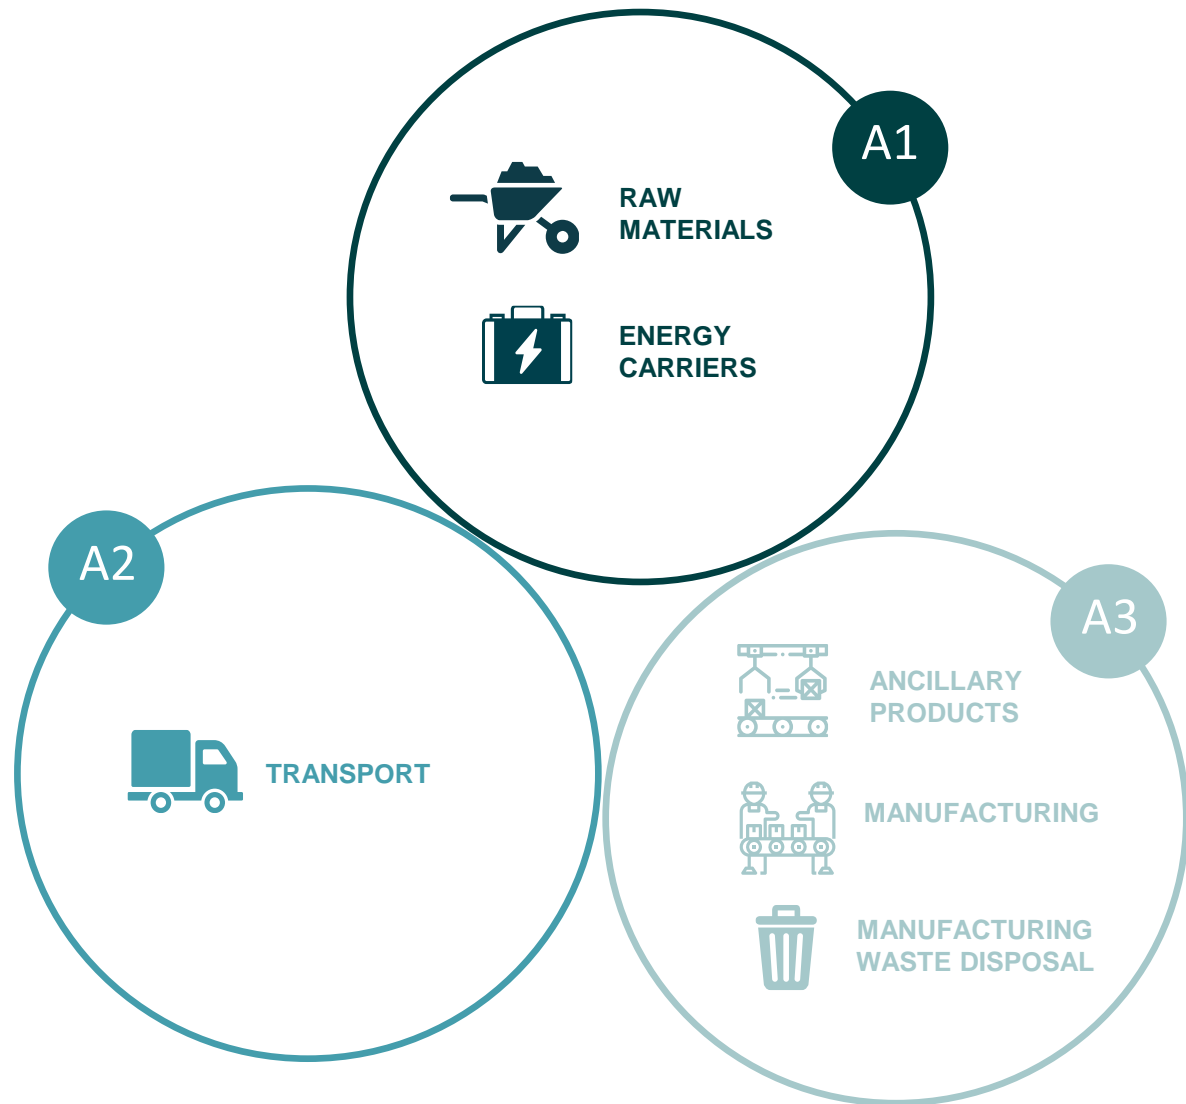 A1
RAW
MATERIALS
ENERGY
CARRIERS
A2
TRANSPORT
A3
ANCILLARY
PRODUCTS
MANUFACTURING
MANUFACTURING
WASTE DISPOSAL